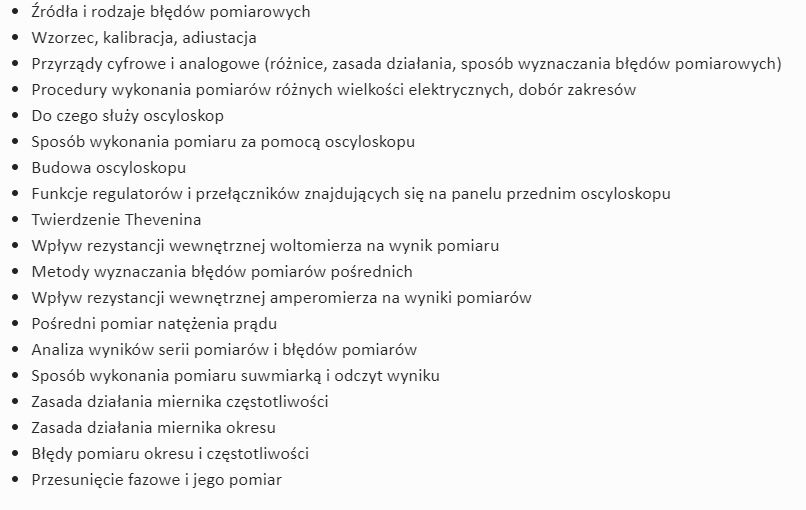 • Źródła i rodzaje błędów pomiarowych
• Wzorzec, kalibracja, adiustacja
• Przyrządy cyfrowe i analogowe (różnice, zasada działania, sposób wyznaczania błędów pomiarowych)
• Procedury wykonania pomiarów różnych wielkości elektrycznych, dobór zakresów
• Do czego służy oscyloskop
• Sposób wykonania pomiaru za pomocą oscyloskopu
• Budowa oscyloskopu
• Funkcje regulatorów i przełączników znajdujących się na panelu przednim oscyloskopu
• Twierdzenie Thevenina
• Wpływ rezystancji wewnętrznej woltomierza na wynik pomiaru
• Metody wyznaczania błędów pomiarów pośrednich
• Wpływ rezystancji wewnętrznej amperomierza na wyniki pomiarów
• Pośredni pomiar natężenia prądu
• Analiza wyników serii pomiarów i błędów pomiarów
• Sposób wykonania pomiaru suwmiarką i odczyt wyniku
• Zasada działania miernika częstotliwości
• Zasada działania miernika okresu
• Błędy pomiaru okresu i częstotliwości
• Przesunięcie fazowe i jego pomiar